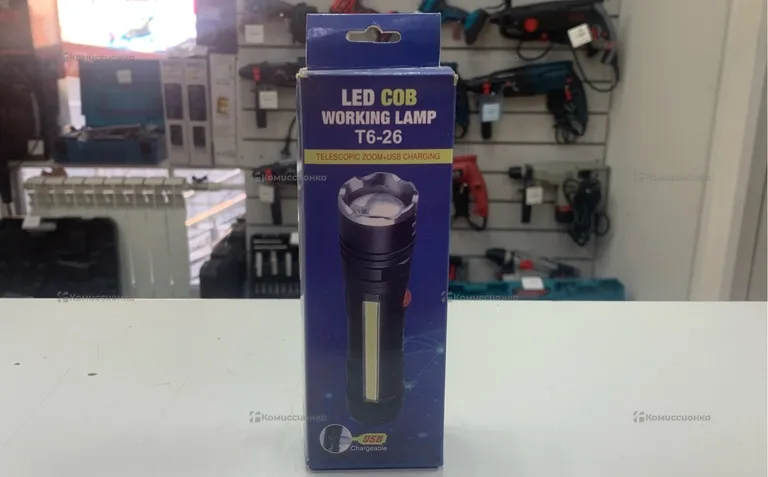 LED COB
WORKING LAMP
T6-26
TELESCOPIC ZOOM+USB CHARGING
USB
Chargeable
Комиссионка
Комиссионка
Комиссионка
Комиссионка
Комиссионка
Комиссионка
Комиссионка
Комиссионка